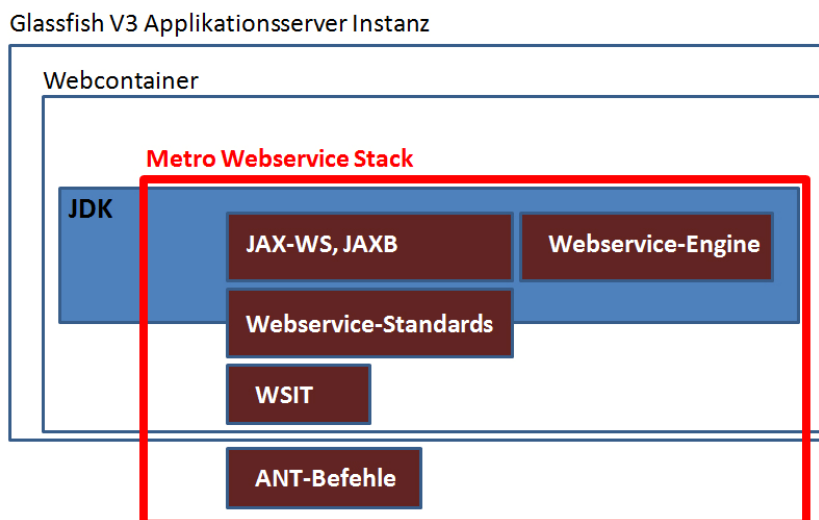 Glassfish V3 Applikationsserver Instanz
Webcontainer
Metro Webservice Stack
JDK
JAX-WS, JAXB
Webservice-Engine
Webservice-Standards
WSIT
ANT-Befehle